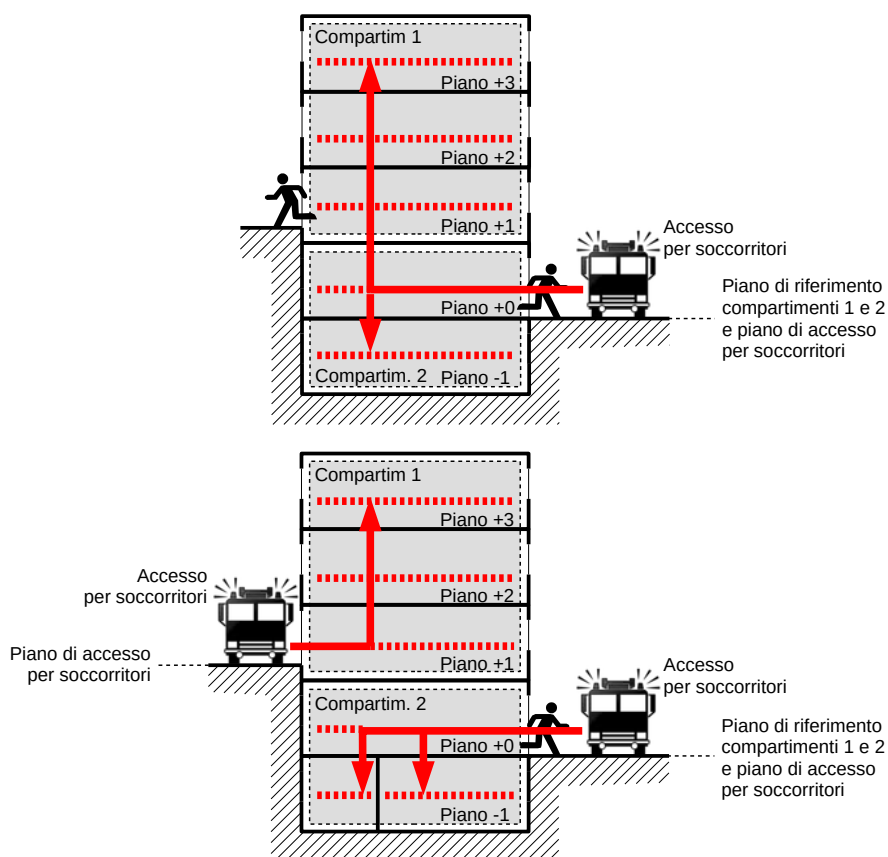 Compartim 1
Piano +3
Piano +2
Piano +1
Accesso
per soccorritori
Piano +0
Piano di riferimento
compartimenti 1 e 2
e piano di accesso
per soccorritori
Compartim. 2 Piano -1
Compartim 1
Piano +3
Accesso
per soccorritori
Piano +2
Piano di accesso
per soccorritori
Piano +1
Accesso
per soccorritori
Compartim. 2
Piano +0
Piano di riferimento
compartimenti 1 e 2
e piano di accesso
per soccorritori
Piano -1